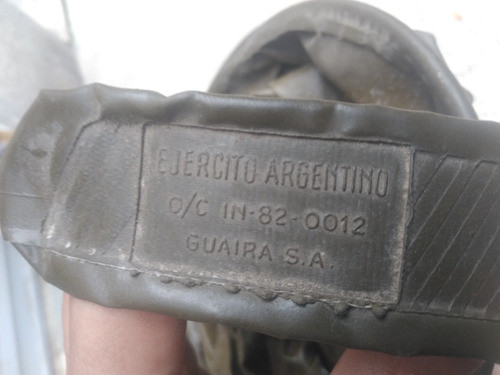 EJERCITO ARGENTINO
O/C IN-82-0012
GUAIRA S.A.